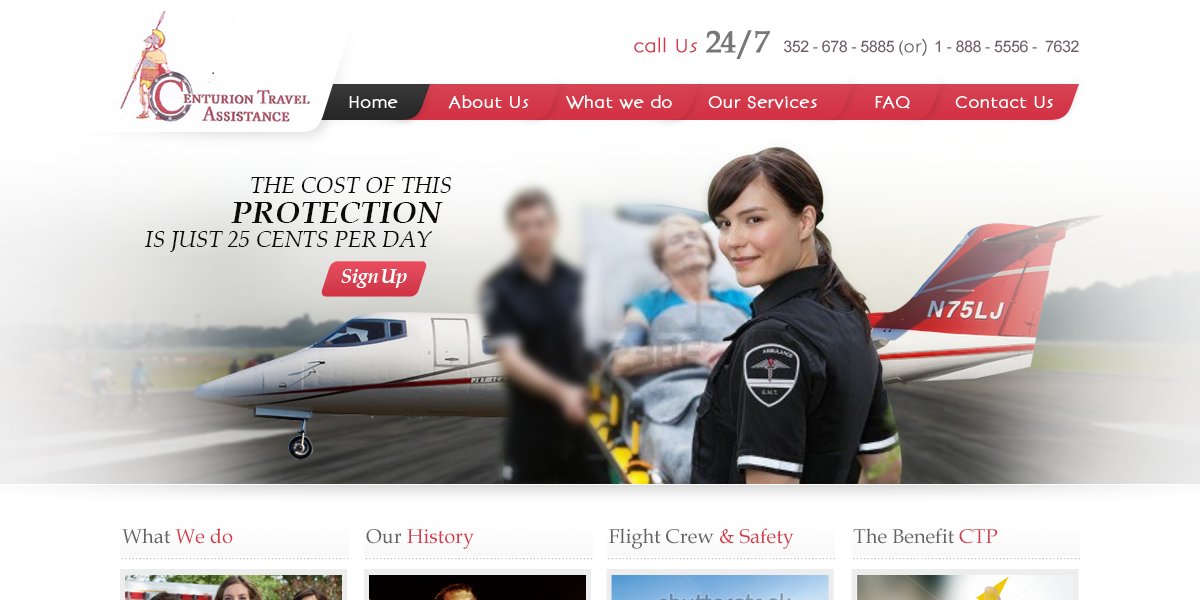 call Us 24/7 352 - 678 - 5885 (or) 1 - 888 - 5556 - 7632
CENTURION TRAVEL
ASSISTANCE
Home About Us What we do Our Services FAQ Contact Us
THE COST OF THIS
PROTECTION
IS JUST 25 CENTS PER DAY
Sign Up
N75LJ
AMBULANCE
E.M.T.
What We do Our History Flight Crew & Safety The Benefit CTP
shutterstock